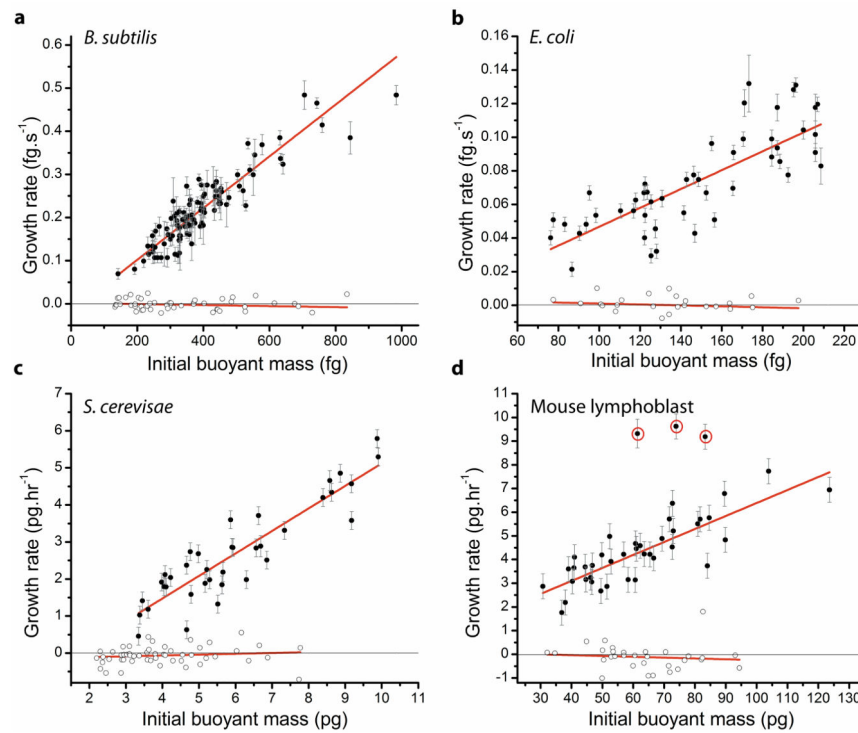 a
B. subtilis
0.6
0.5
0.4
0.3
0.2
0.1
0.0
Growth rate (fg.s⁻¹)
0 200 400 600 800 1000
Initial buoyant mass (fg)
b
E. coli
0.16
0.14
0.12
0.10
0.08
0.06
0.04
0.02
0.00
Growth rate (fg.s⁻¹)
60 80 100 120 140 160 180 200 220
Initial buoyant mass (fg)
c
S. cerevisae
7
6
5
4
3
2
1
0
Growth rate (pg.hr⁻¹)
2 3 4 5 6 7 8 9 10 11
Initial buoyant mass (pg)
d
Mouse lymphoblast
11
10
9
8
7
6
5
4
3
2
1
0
-1
Growth rate (pg.hr⁻¹)
30 40 50 60 70 80 90 100 110 120 130
Initial buoyant mass (pg)